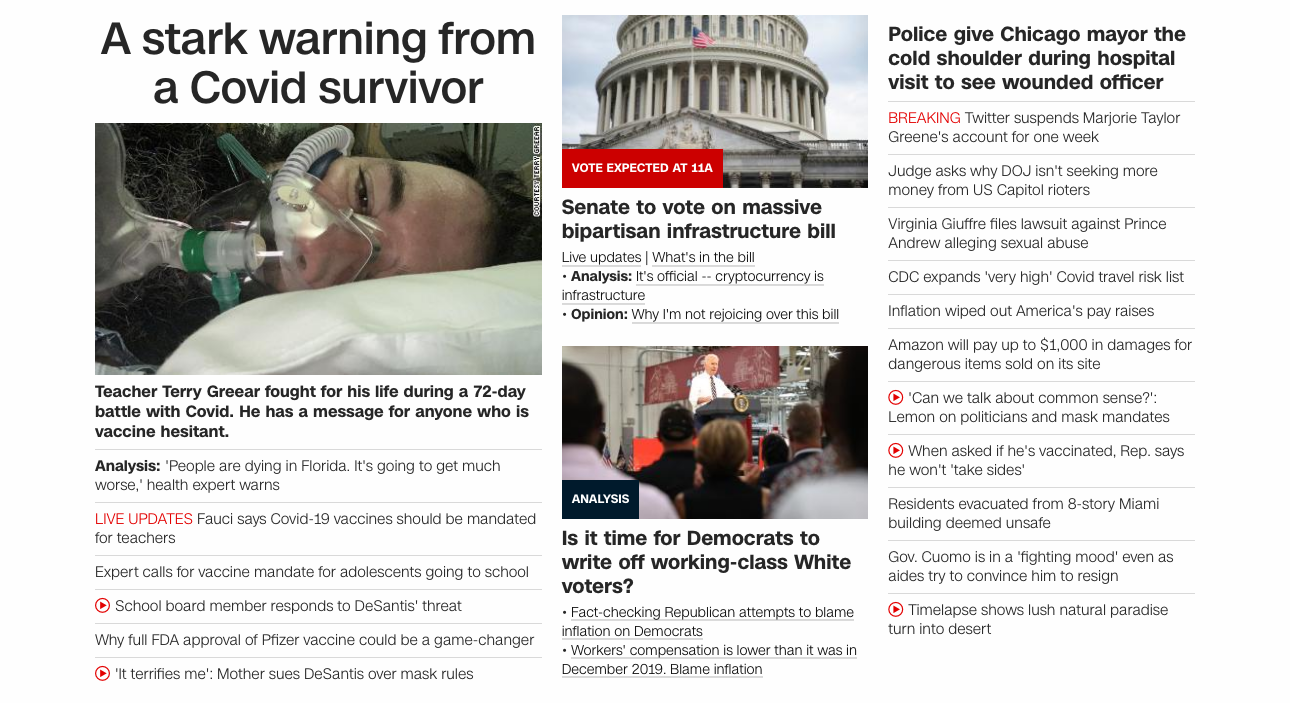 A stark warning from
a Covid survivor
COURTESY TERRY GREEAR
Teacher Terry Greear fought for his life during a 72-day
battle with Covid. He has a message for anyone who is
vaccine hesitant.
Analysis: 'People are dying in Florida. It's going to get much
worse,' health expert warns
LIVE UPDATES Fauci says Covid-19 vaccines should be mandated
for teachers
Expert calls for vaccine mandate for adolescents going to school
School board member responds to DeSantis' threat
Why full FDA approval of Pfizer vaccine could be a game-changer
'It terrifies me': Mother sues DeSantis over mask rules
VOTE EXPECTED AT 11A
Senate to vote on massive
bipartisan infrastructure bill
Live updates | What's in the bill
• Analysis: It's official -- cryptocurrency is
infrastructure
• Opinion: Why I'm not rejoicing over this bill
ANALYSIS
Is it time for Democrats to
write off working-class White
voters?
• Fact-checking Republican attempts to blame
inflation on Democrats
• Workers' compensation is lower than it was in
December 2019. Blame inflation
Police give Chicago mayor the
cold shoulder during hospital
visit to see wounded officer
BREAKING Twitter suspends Marjorie Taylor
Greene's account for one week
Judge asks why DOJ isn't seeking more
money from US Capitol rioters
Virginia Giuffre files lawsuit against Prince
Andrew alleging sexual abuse
CDC expands 'very high' Covid travel risk list
Inflation wiped out America's pay raises
Amazon will pay up to $1,000 in damages for
dangerous items sold on its site
'Can we talk about common sense?':
Lemon on politicians and mask mandates
When asked if he's vaccinated, Rep. says
he won't 'take sides'
Residents evacuated from 8-story Miami
building deemed unsafe
Gov. Cuomo is in a 'fighting mood' even as
aides try to convince him to resign
Timelapse shows lush natural paradise
turn into desert